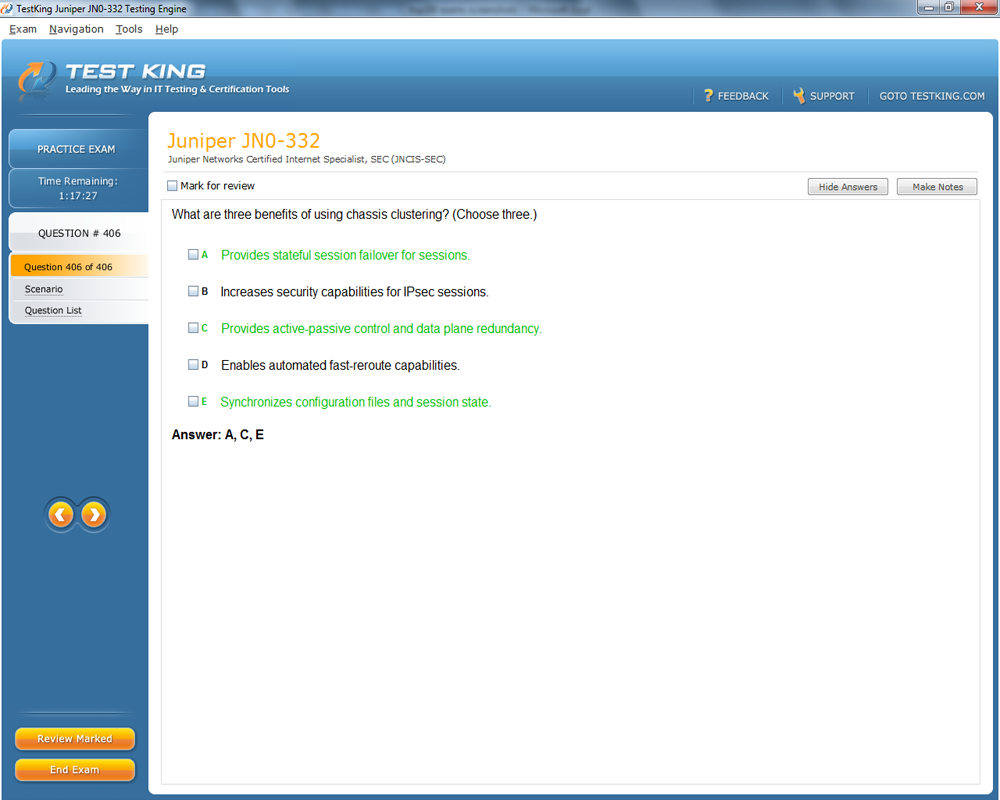 TestKing Juniper JN0-332 Testing Engine
Exam Navigation Tools Help
TEST KING
Leading the Way in IT Testing & Certification Tools
? FEEDBACK SUPPORT GOTO TESTKING.COM
PRACTICE EXAM
Time Remaining:
1:17:27
QUESTION # 406
Question 406 of 406
Scenario
Question List
Juniper JN0-332
Juniper Networks Certified Internet Specialist, SEC (JNCIS-SEC)
Mark for review
Hide Answers Make Notes
What are three benefits of using chassis clustering? (Choose three.)
A Provides stateful session failover for sessions.
B Increases security capabilities for IPsec sessions.
C Provides active-passive control and data plane redundancy.
D Enables automated fast-reroute capabilities.
E Synchronizes configuration files and session state.
Answer: A, C, E
Review Marked
End Exam